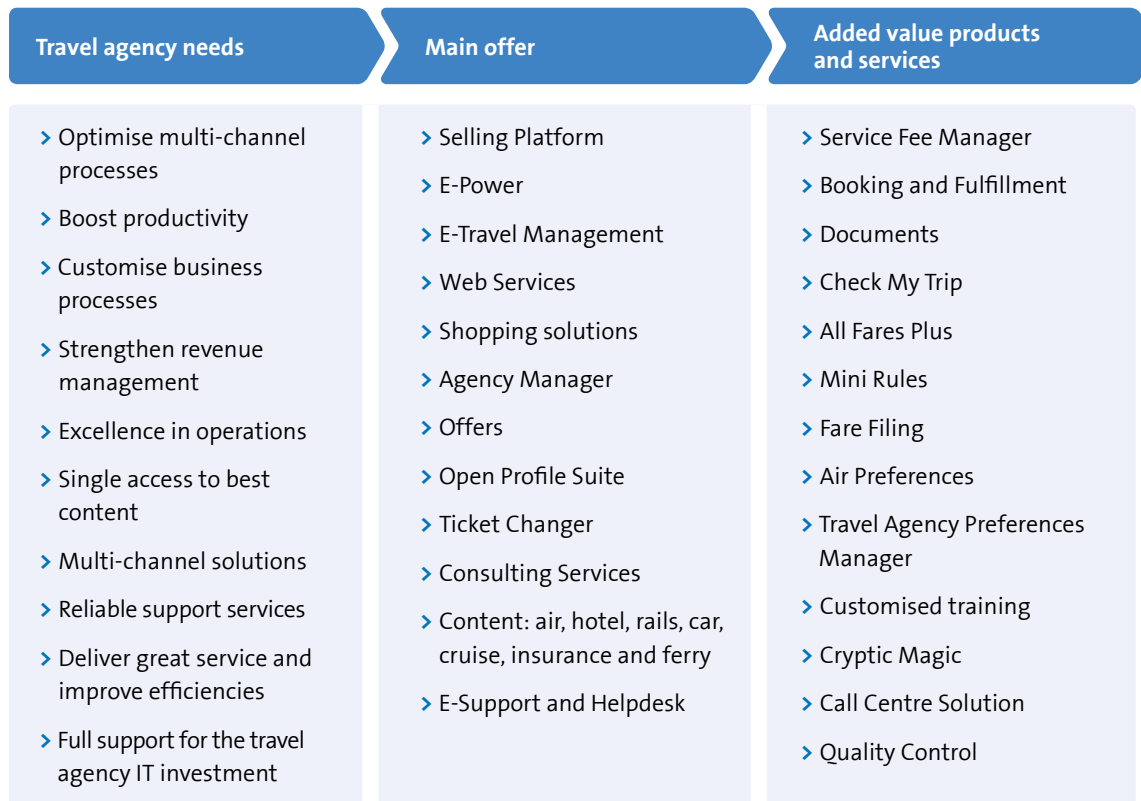 Travel agency needs
Optimise multi-channel
processes
Boost productivity
Customise business
processes
Strengthen revenue
management
Excellence in operations
Single access to best
content
Multi-channel solutions
Reliable support services
Deliver great service and
improve efficiencies
Full support for the travel
agency IT investment
Main offer
Selling Platform
E-Power
E-Travel Management
Web Services
Shopping solutions
Agency Manager
Offers
Open Profile Suite
Ticket Changer
Consulting Services
Content: air, hotel, rails, car,
cruise, insurance and ferry
E-Support and Helpdesk
Added value products
and services
Service Fee Manager
Booking and Fulfillment
Documents
Check My Trip
All Fares Plus
Mini Rules
Fare Filing
Air Preferences
Travel Agency Preferences
Manager
Customised training
Cryptic Magic
Call Centre Solution
Quality Control